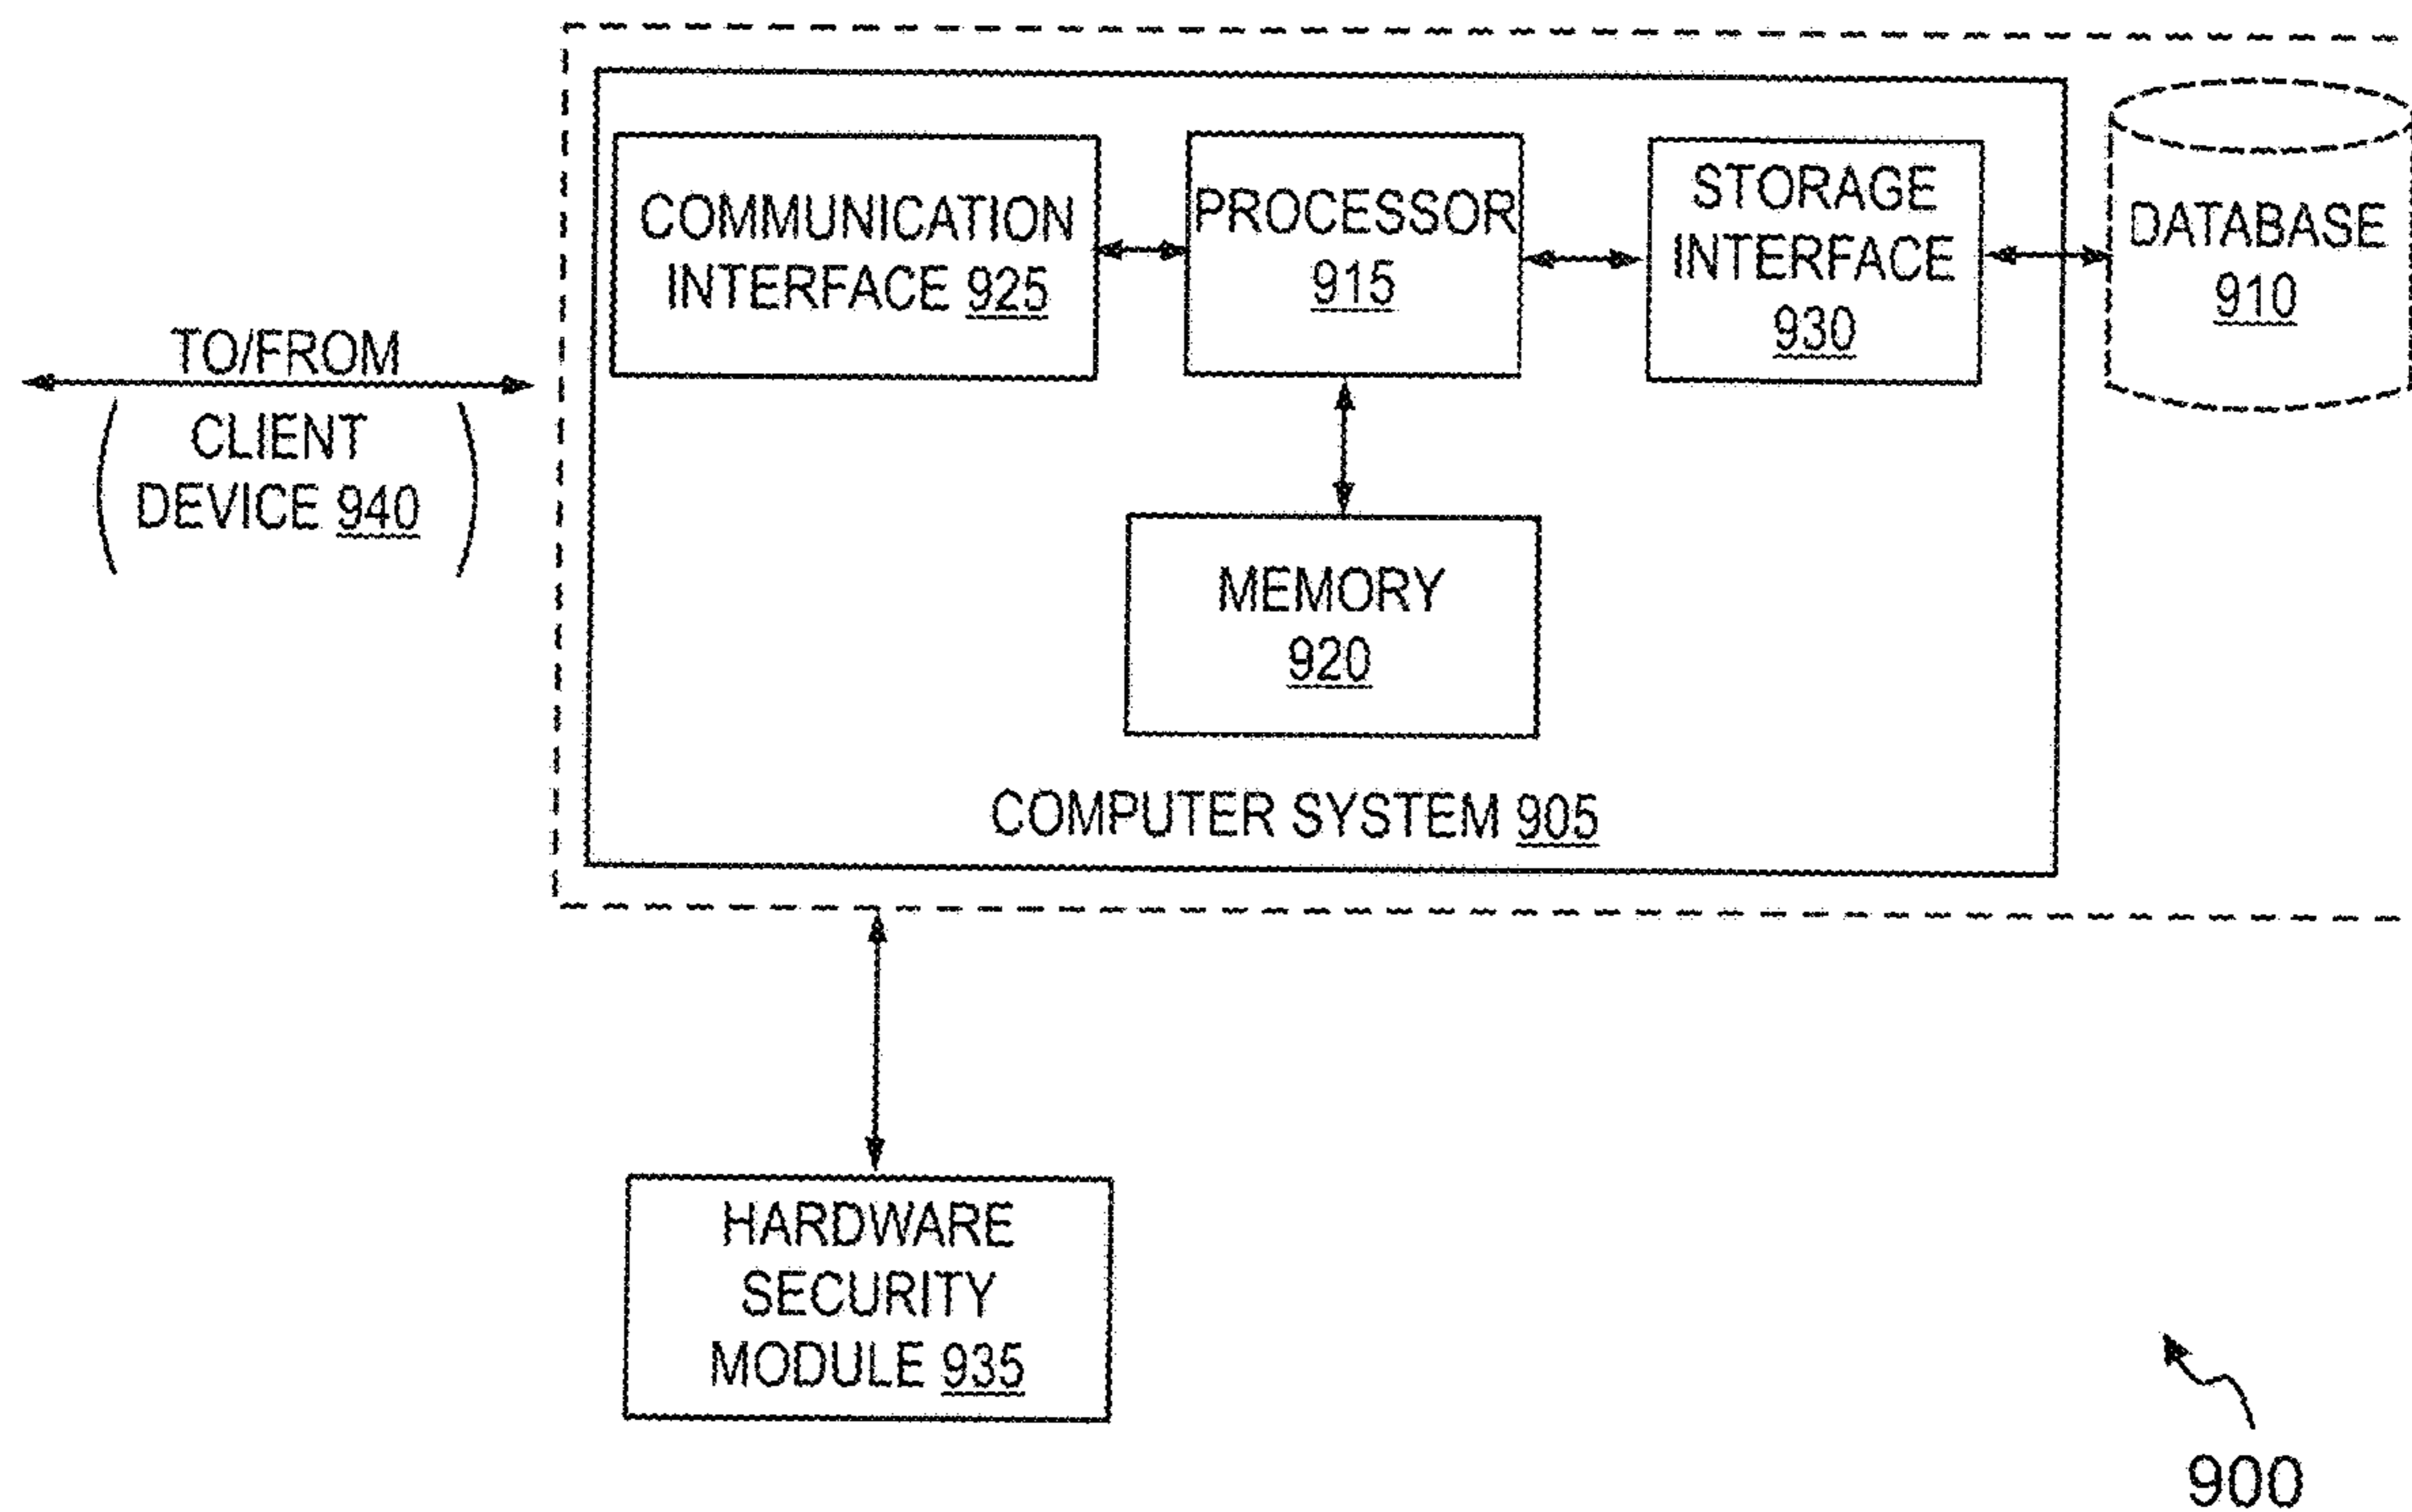 COMMUNICATION
INTERFACE 925
PROCESSOR
915
STORAGE
INTERFACE
930
DATABASE
910
TO/FROM
CLIENT
DEVICE 940
MEMORY
920
COMPUTER SYSTEM 905
HARDWARE
SECURITY
MODULE 935
900